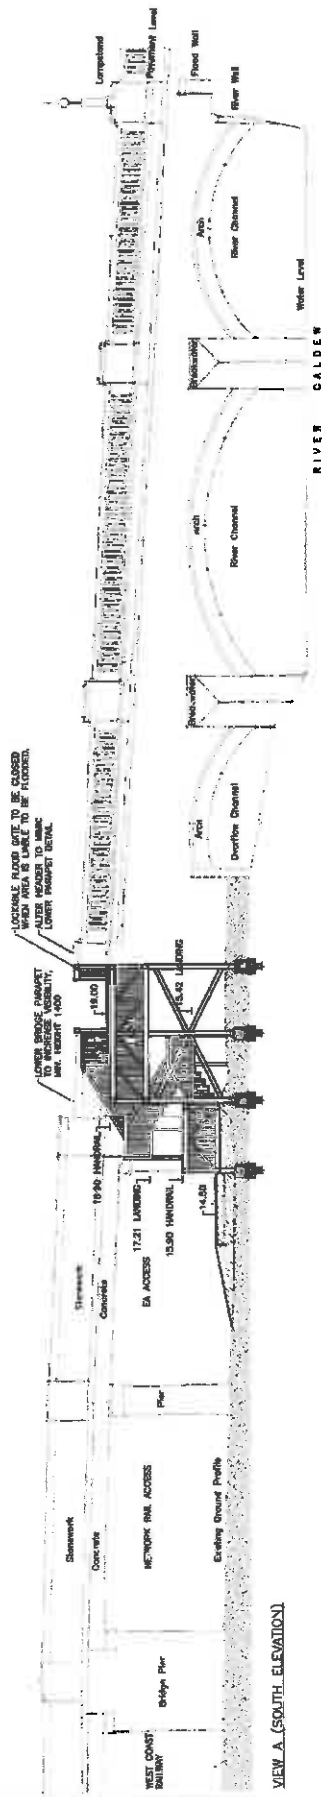 LOCKABLE FLOOD GATE TO BE CLOSED
WHEN AREA IS LIABLE TO BE FLOODED.
ALTER HEADER TO MIMIC
LOWER PARAPET DETAIL
LOWER BRIDGE PARAPET
TO INCREASE VISIBILITY,
MIN. HEIGHT 1400
Lampstand
Pavement Level
Flood Wall
River Wall
Stonework
Concrete
WEST COAST
RAILWAY
Bridge Pier
NETWORK RAIL ACCESS
Pier
Existing Ground Profile
Concrete
EA ACCESS
18.90 HANDRAIL
17.21 LANDING
15.90 HANDRAIL
14.50
19.00
15.42 LANDING
Arch
Overflow Channel
Breakwater
Arch
River Channel
Breakwater
Arch
River Channel
Water Level
RIVER CALDEW
VIEW A (SOUTH ELEVATION)